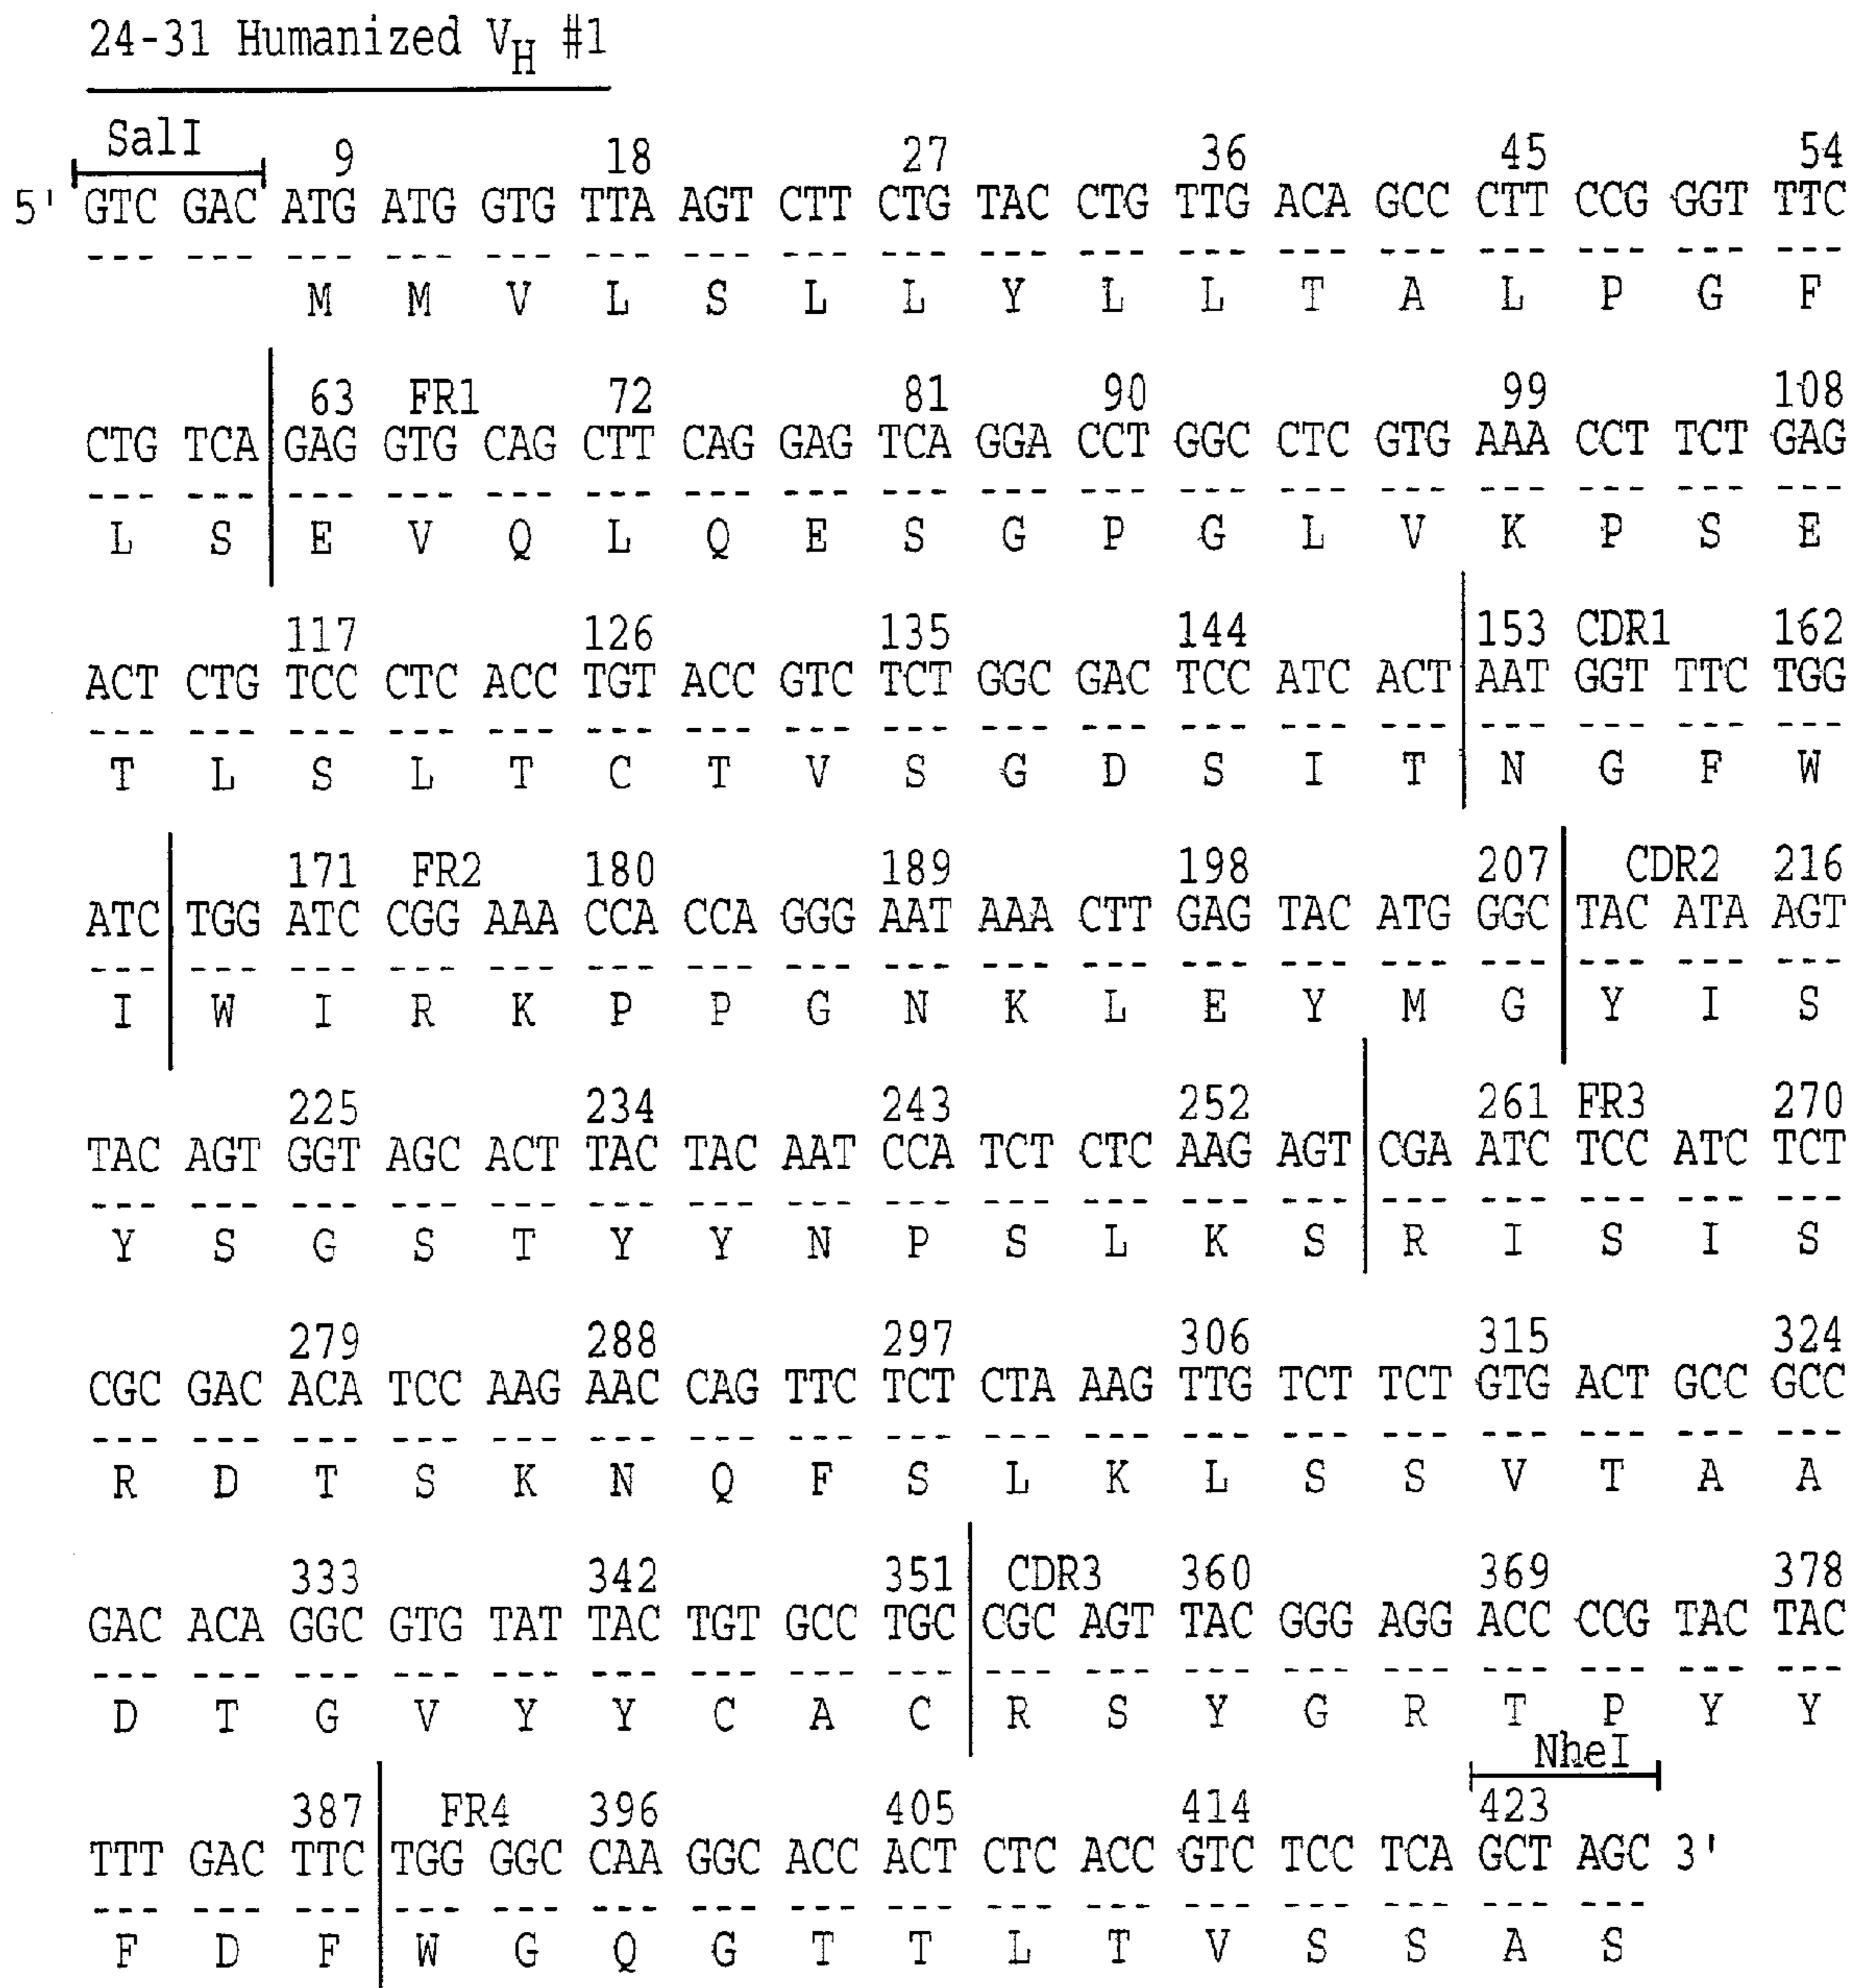 24-31 Humanized VH #1
SalI
9 18 27 36 45 54
5' GTC GAC ATG ATG GTG TTA AGT CTT CTG TAC CTG TTG ACA GCC CTT CCG GGT TTC
--- --- --- --- --- --- --- --- --- --- --- --- --- --- --- --- --- ---
M M V L S L L Y L L T A L P G F
63 FR1 72 81 90 99 108
CTG TCA GAG GTG CAG CTT CAG GAG TCA GGA CCT GGC CTC GTG AAA CCT TCT GAG
--- --- --- --- --- --- --- --- --- --- --- --- --- --- --- --- --- ---
L S E V Q L Q E S G P G L V K P S E
117 126 135 144 153 CDR1 162
ACT CTG TCC CTC ACC TGT ACC GTC TCT GGC GAC TCC ATC ACT AAT GGT TTC TGG
--- --- --- --- --- --- --- --- --- --- --- --- --- --- --- --- --- ---
T L S L T C T V S G D S I T N G F W
171 FR2 180 189 198 207 CDR2 216
ATC TGG ATC CGG AAA CCA CCA GGG AAT AAA CTT GAG TAC ATG GGC TAC ATA AGT
--- --- --- --- --- --- --- --- --- --- --- --- --- --- --- --- --- ---
I W I R K P P G N K L E Y M G Y I S
225 234 243 252 261 FR3 270
TAC AGT GGT AGC ACT TAC TAC AAT CCA TCT CTC AAG AGT CGA ATC TCC ATC TCT
--- --- --- --- --- --- --- --- --- --- --- --- --- --- --- --- --- ---
Y S G S T Y Y N P S L K S R I S I S
279 288 297 306 315 324
CGC GAC ACA TCC AAG AAC CAG TTC TCT CTA AAG TTG TCT TCT GTG ACT GCC GCC
--- --- --- --- --- --- --- --- --- --- --- --- --- --- --- --- --- ---
R D T S K N Q F S L K L S S V T A A
333 342 351 CDR3 360 369 378
GAC ACA GGC GTG TAT TAC TGT GCC TGC CGC AGT TAC GGG AGG ACC CCG TAC TAC
--- --- --- --- --- --- --- --- --- --- --- --- --- --- --- --- --- ---
D T G V Y Y C A C R S Y G R T P Y Y
NheI
387 FR4 396 405 414 423
TTT GAC TTC TGG GGC CAA GGC ACC ACT CTC ACC GTC TCC TCA GCT AGC 3'
--- --- --- --- --- --- --- --- --- --- --- --- --- --- --- ---
F D F W G Q G T T L T V S S A S